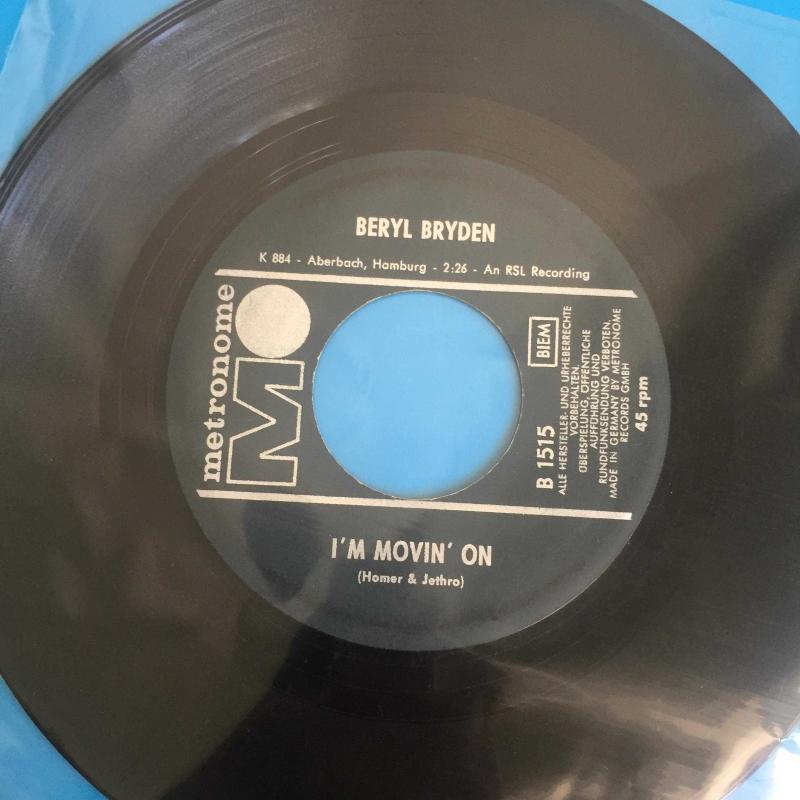 BERYL BRYDEN
K 884 - Aberbach, Hamburg - 2:26 - An RSL Recording
metronome
M
BIEM
B 1515
ALLE HERSTELLER- UND URHEBERRECHTE
VORBEHALTEN.
ÜBERSPIELUNG, ÖFFENTLICHE
AUFFÜHRUNG UND
RUNDFUNKSENDUNG VERBOTEN.
MADE IN GERMANY BY METRONOME
RECORDS GMBH
45 rpm
I'M MOVIN' ON
(Homer & Jethro)